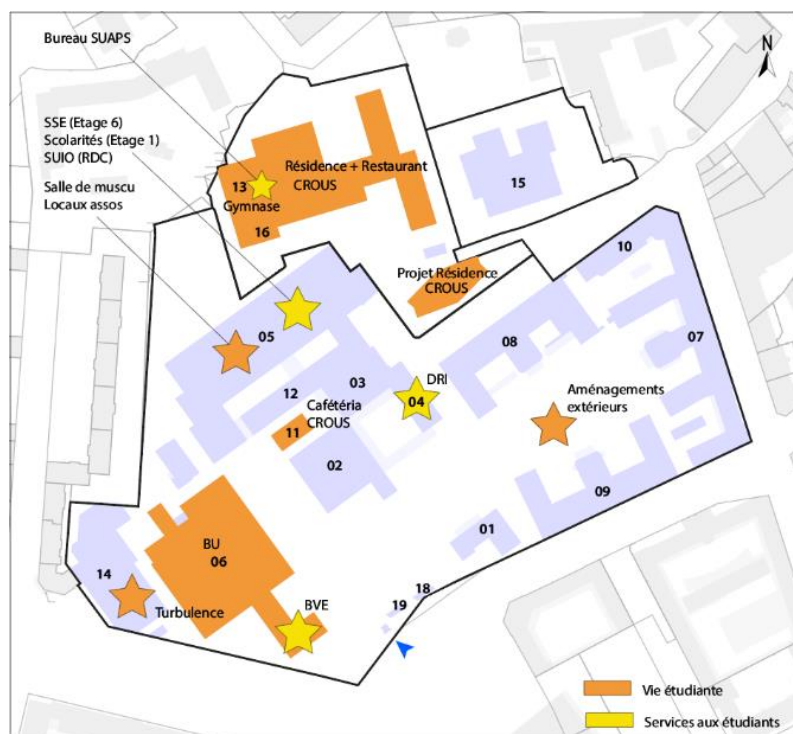 Bureau SUAPS
N
SSE (Etage 6)
Scolarités (Etage 1)
SUIO (RDC)
Salle de muscu
Locaux assos
Résidence + Restaurant
CROUS
13
Gymnase
16
15
10
Projet Résidence
CROUS
05
08
07
12
03
DRI
04
Aménagements
extérieurs
Cafétéria
CROUS
11
02
09
01
BU
06
14
Turbulence
BVE
18
19
Vie étudiante
Services aux étudiants